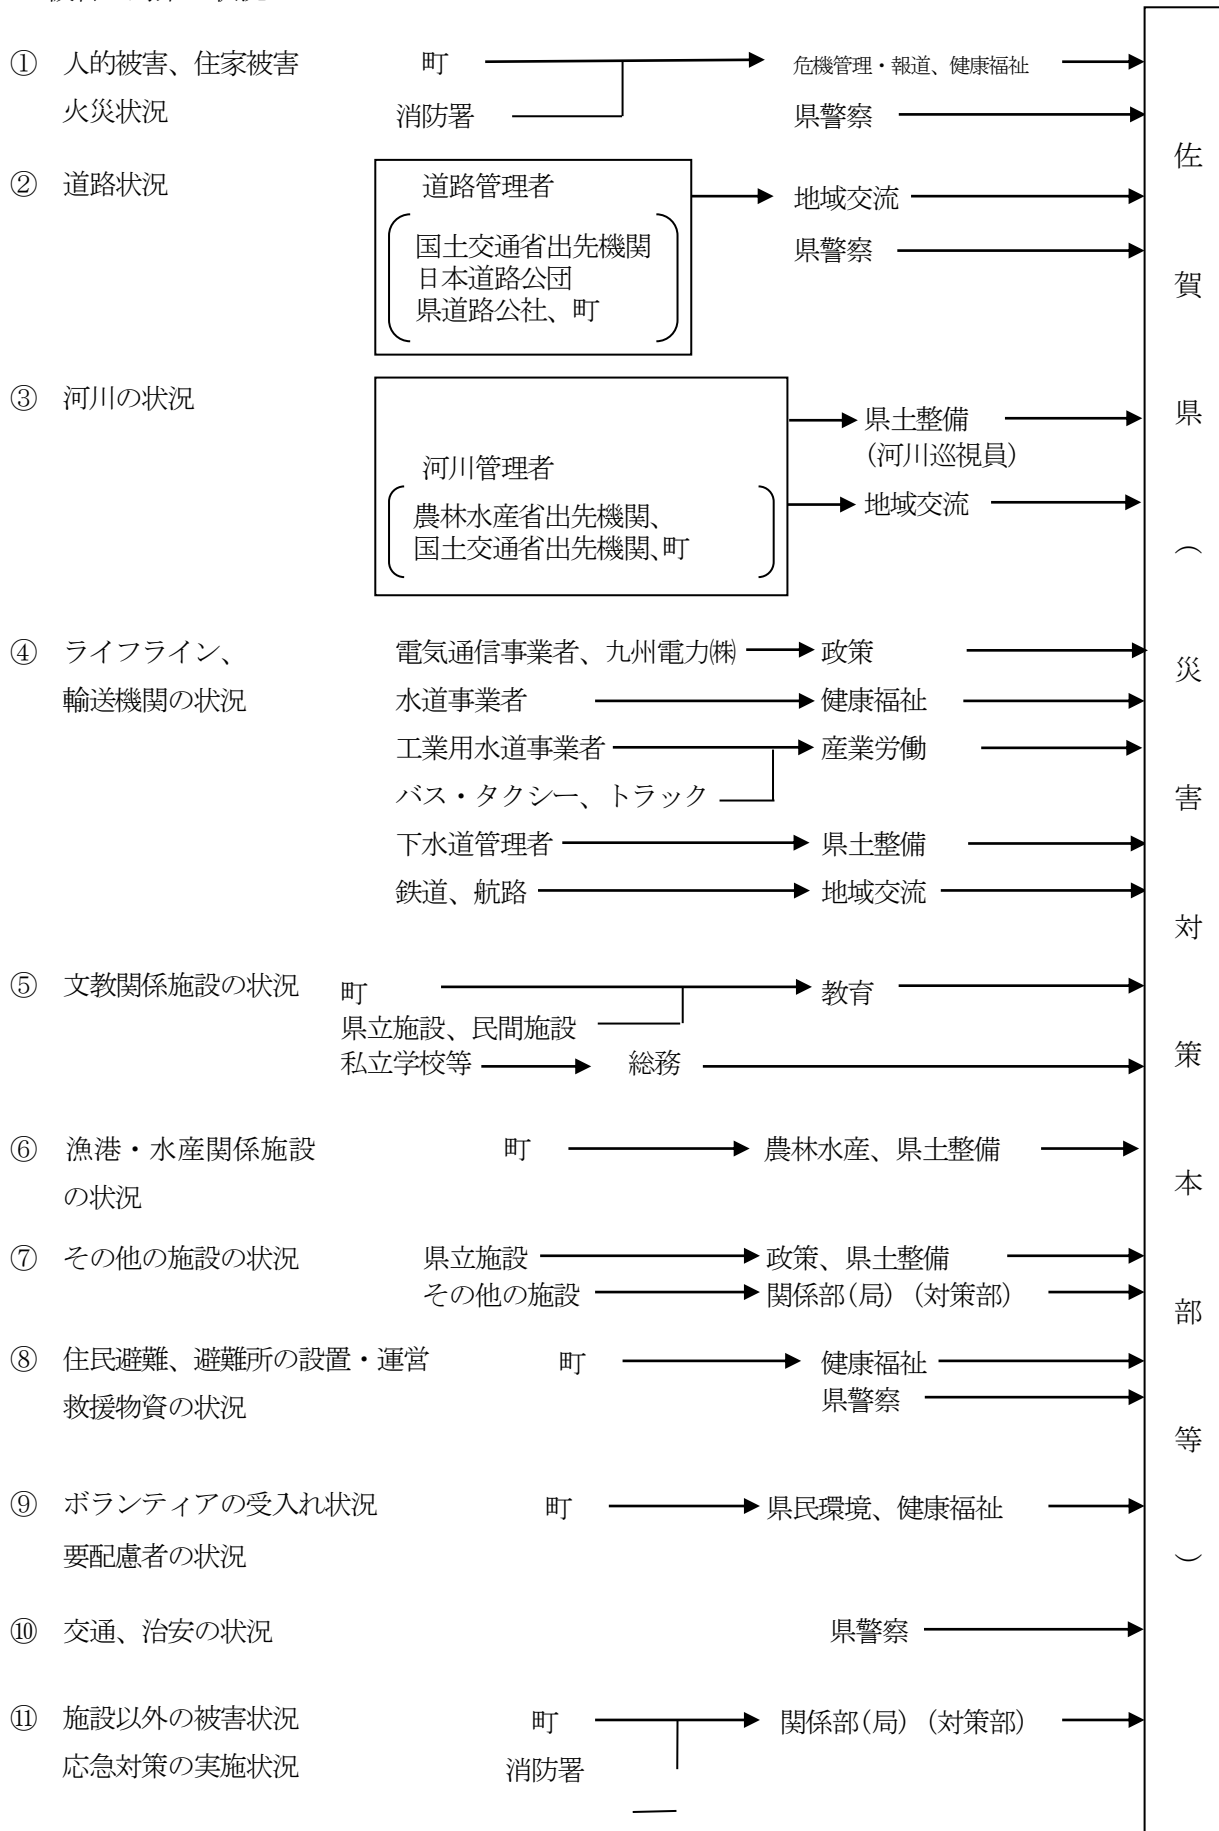 ① 人的被害、住家被害 町 危機管理・報道、健康福祉
火災状況 消防署 県警察
② 道路状況 道路管理者 地域交流
国土交通省出先機関 県警察
日本道路公団
県道路公社、町
③ 河川の状況 県土整備
(河川巡視員)
河川管理者
農林水産省出先機関、 地域交流
国土交通省出先機関、町
④ ライフライン、 電気通信事業者、九州電力㈱ 政策
輸送機関の状況 水道事業者 健康福祉
工業用水道事業者 産業労働
バス・タクシー、トラック
下水道管理者 県土整備
鉄道、航路 地域交流
⑤ 文教関係施設の状況 町 教育
県立施設、民間施設
私立学校等 総務
⑥ 漁港・水産関係施設 町 農林水産、県土整備
の状況
⑦ その他の施設の状況 県立施設 政策、県土整備
その他の施設 関係部(局)(対策部)
⑧ 住民避難、避難所の設置・運営 町 健康福祉
救援物資の状況 県警察
⑨ ボランティアの受入れ状況 町 県民環境、健康福祉
要配慮者の状況
⑩ 交通、治安の状況 県警察
⑪ 施設以外の被害状況 町 関係部(局)(対策部)
応急対策の実施状況 消防署
佐賀県(災害対策本部等)